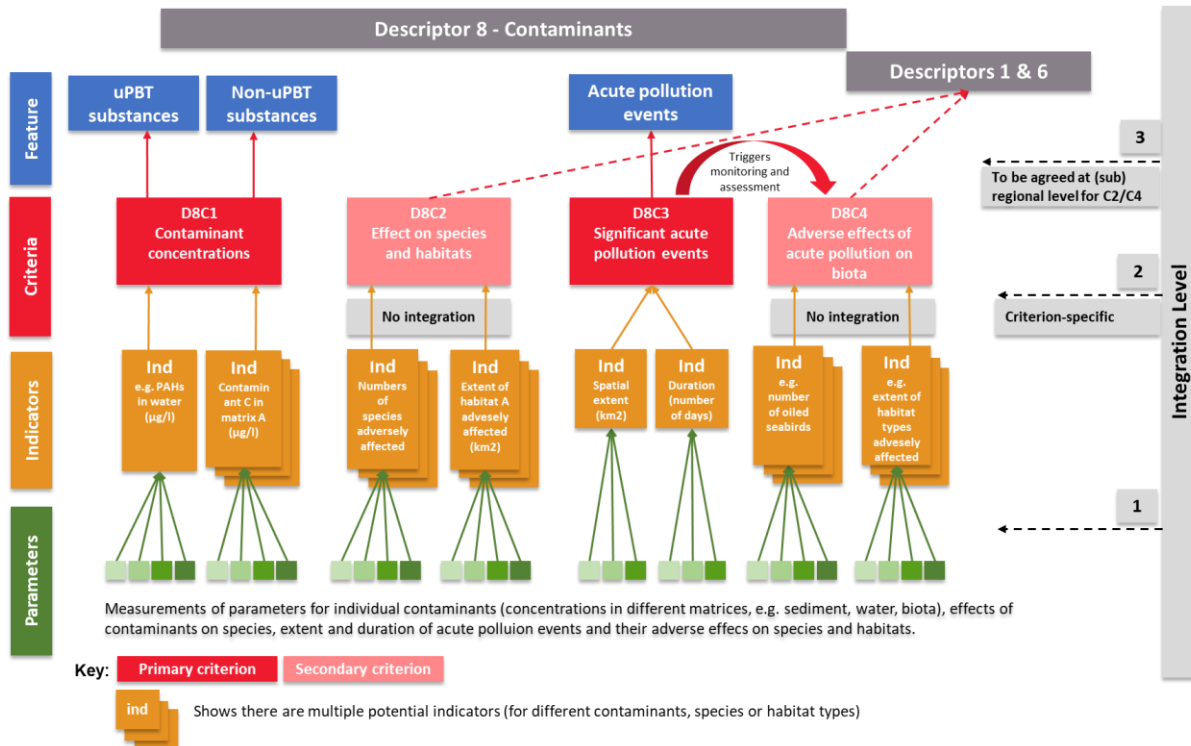 Descriptor 8 - Contaminants
Descriptors 1 & 6
Feature
uPBT
substances
Non-uPBT
substances
Acute pollution
events
3
Triggers
monitoring and
assessment
To be agreed at (sub)
regional level for C2/C4
Criteria
D8C1
Contaminant
concentrations
D8C2
Effect on species
and habitats
D8C3
Significant acute
pollution events
D8C4
Adverse effects of
acute pollution on
biota
2
No integration
No integration
Criterion-specific
Integration Level
Indicators
Ind
e.g. PAHs
in water
(µg/l)
Ind
Contamin
ant C in
matrix A
(µg/l)
Ind
Numbers
of
species
adversely
affected
Ind
Extent of
habitat A
advesely
affected
(km2)
Ind
Spatial
extent
(km2)
Ind
Duration
(number
of days)
Ind
e.g.
number
of oiled
seabirds
Ind
e.g.
extent of
habitat
types
advesely
affected
1
Parameters
Measurements of parameters for individual contaminants (concentrations in different matrices, e.g. sediment, water, biota), effects of
contaminants on species, extent and duration of acute polluion events and their adverse effecs on species and habitats.
Key:
Primary criterion
Secondary criterion
ind
Shows there are multiple potential indicators (for different contaminants, species or habitat types)